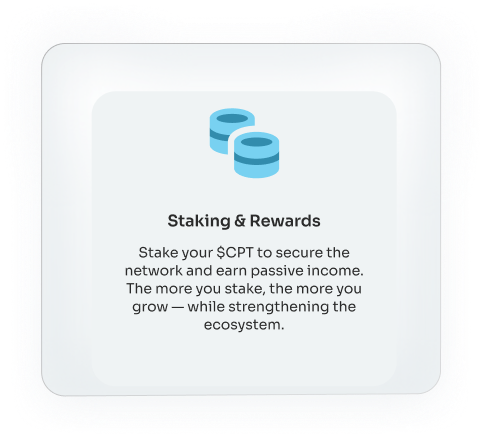 Staking & Rewards
Stake your $CPT to secure the
network and earn passive income.
The more you stake, the more you
grow — while strengthening the
ecosystem.